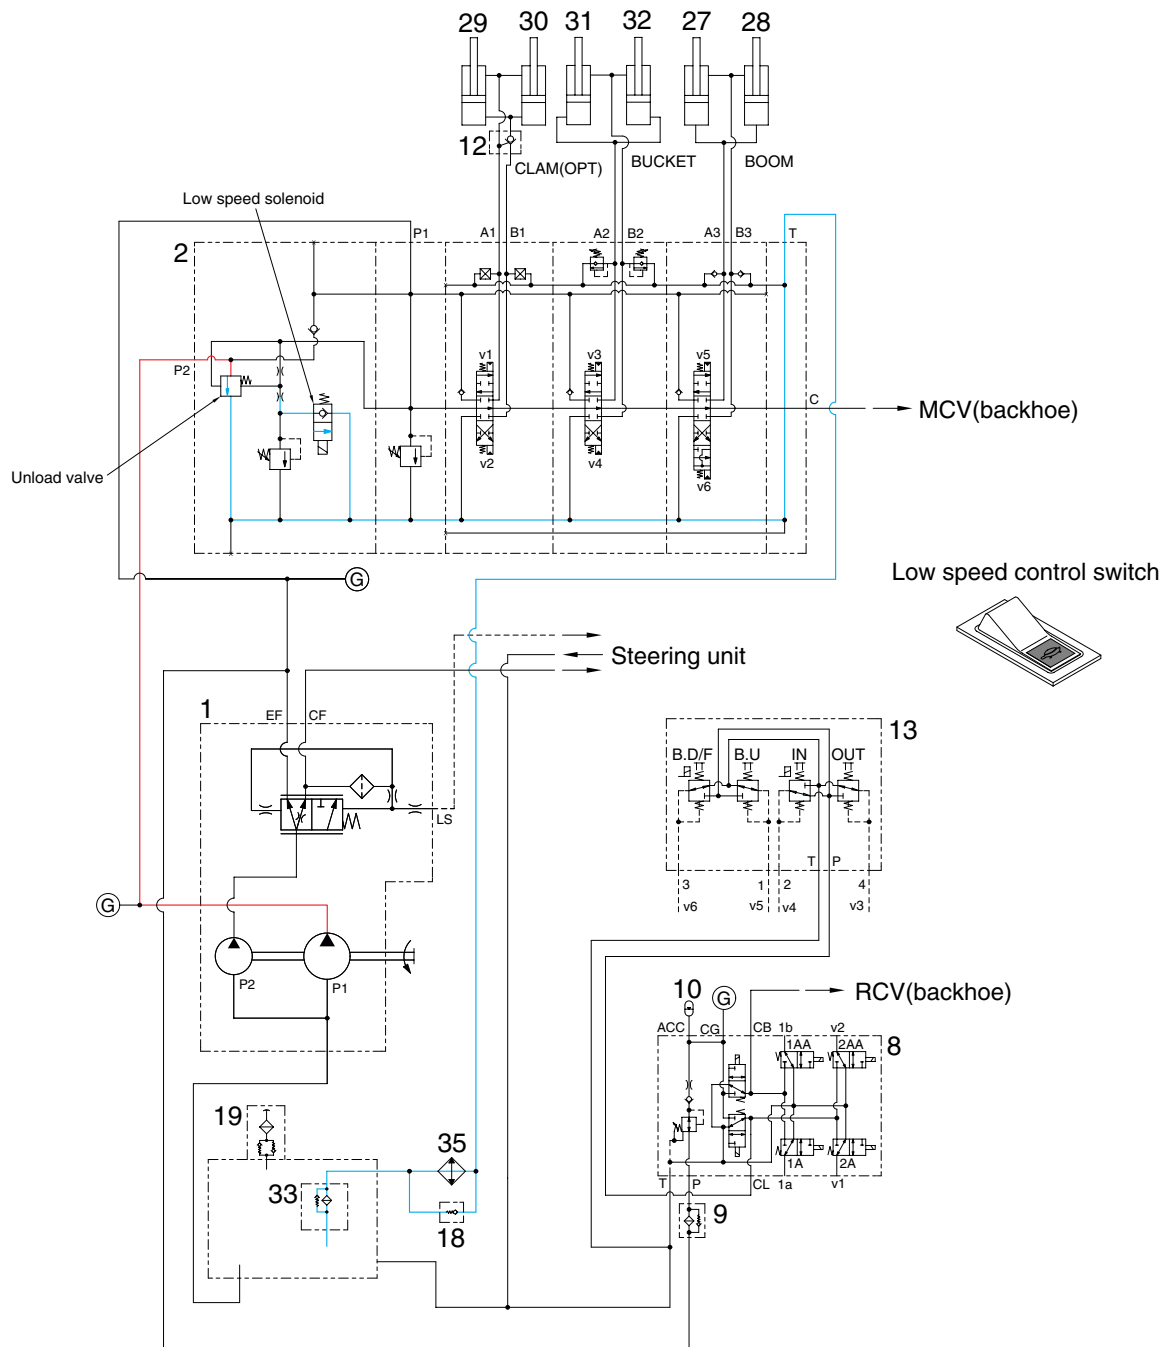 29 30 31 32 27 28
12
CLAM(OPT) BUCKET BOOM
Low speed solenoid
2
P1 A1 B1 A2 B2 A3 B3 T
v1 v3 v5
P2
C
MCV(backhoe)
v2 v4
v6
Unload valve
G
Low speed control switch
Steering unit
1
EF CF
LS
13
B.D/F B.U IN OUT
T P
3 1 2 4
v6 v5 v4 v3
G
P2 P1
10 G
RCV(backhoe)
ACC CG CB 1b v2
8
1AA 2AA
1A 2A
T P CL 1a v1
19
35
33
18
9